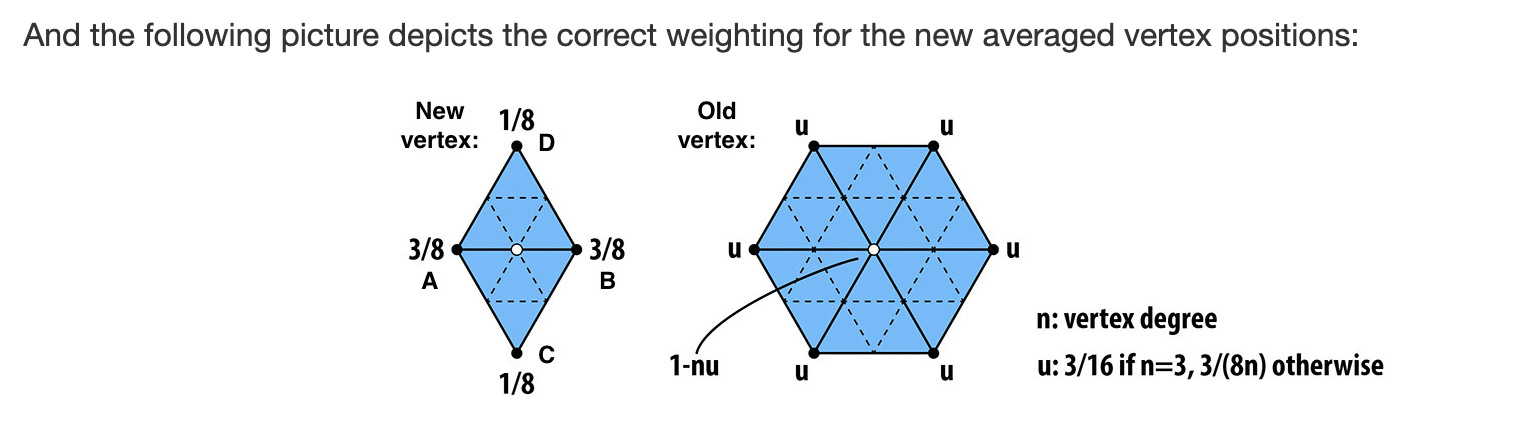 And the following picture depicts the correct weighting for the new averaged vertex positions:
New
vertex:
1/8
D
3/8
A
3/8
B
C
1/8
Old
vertex:
u
u
u
u
1-nu
u
u
n: vertex degree
u: 3/16 if n=3, 3/(8n) otherwise